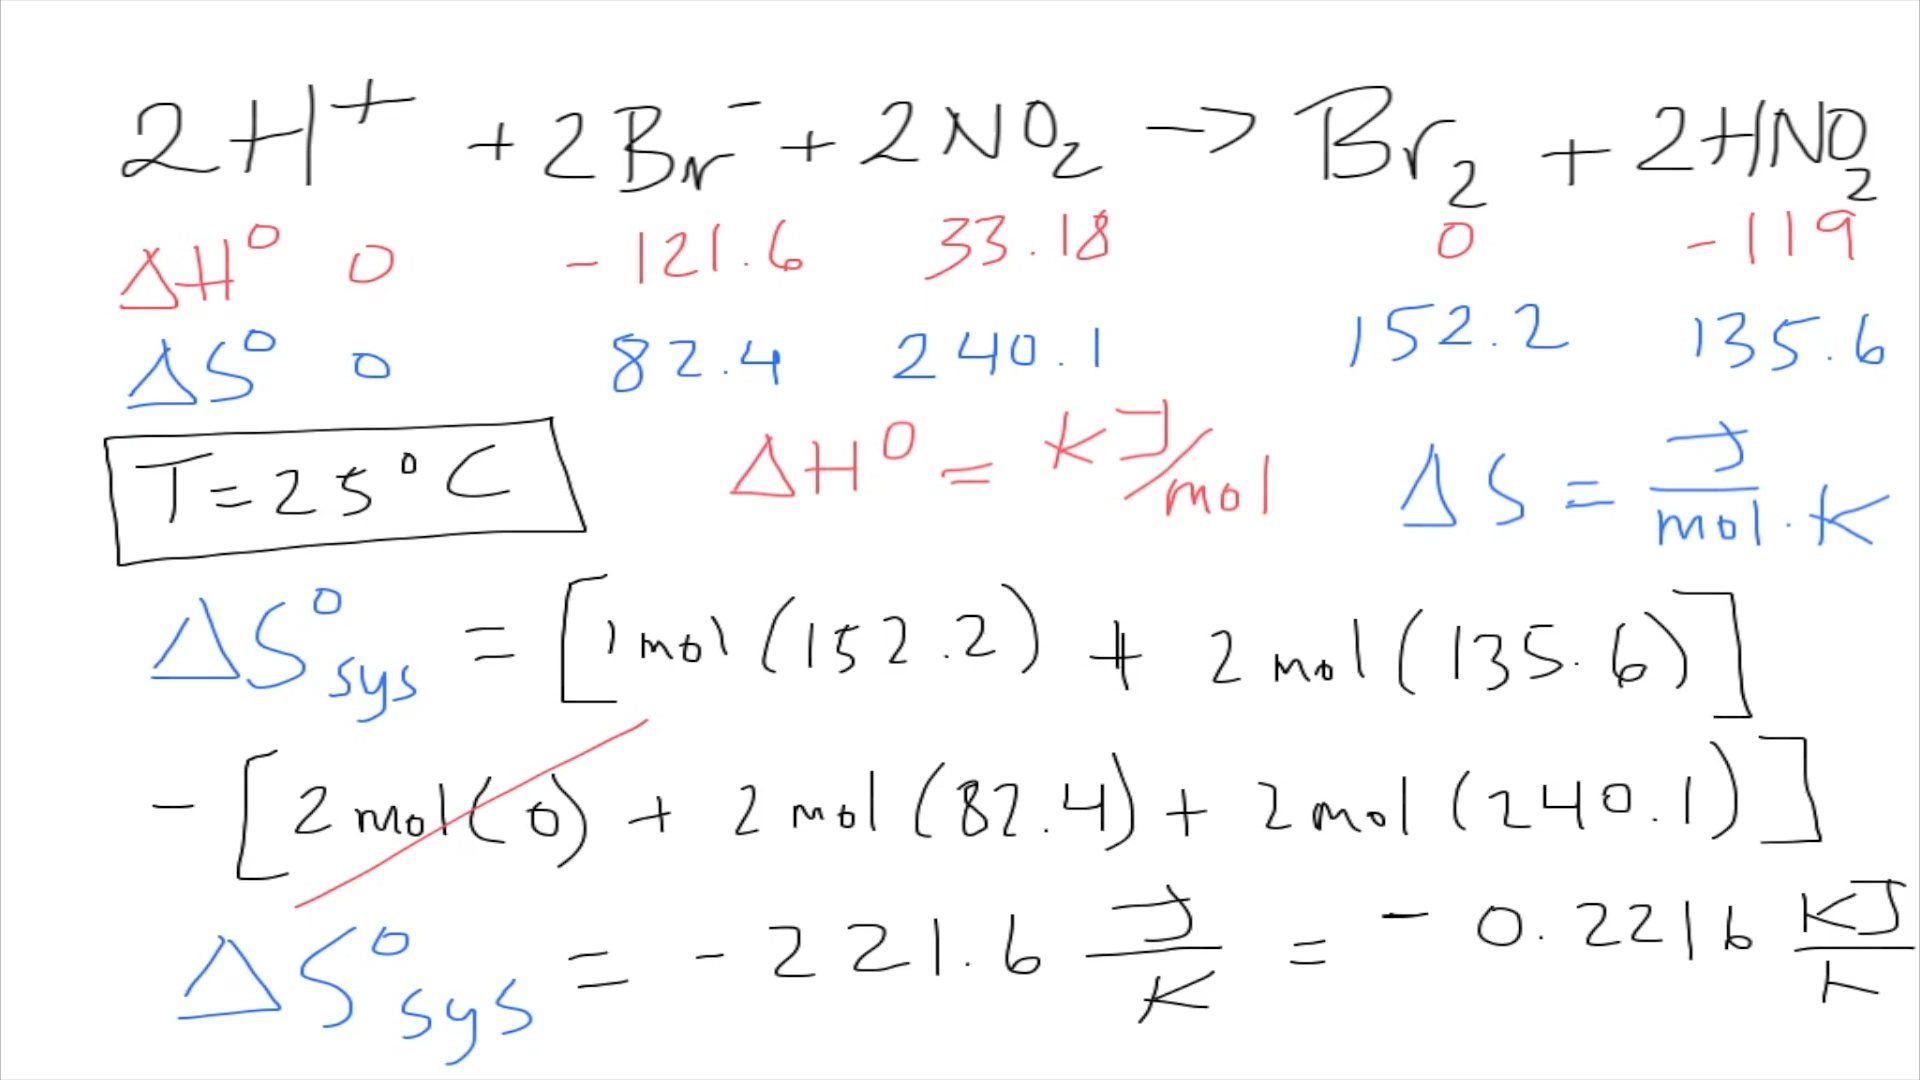 2H⁺ + 2Br⁻ + 2NO₂ → Br₂ + 2HNO₂
ΔH° 0 -121.6 33.18 0 -119
ΔS° 0 82.4 240.1 152.2 135.6
T=25°C ΔH° = kJ/mol ΔS = J/mol·K
ΔS°sys = [1mol(152.2) + 2mol(135.6)]
- [2mol(0) + 2mol(82.4) + 2mol(240.1)]
ΔS°sys = -221.6 J/K = -0.2216 KJ/K